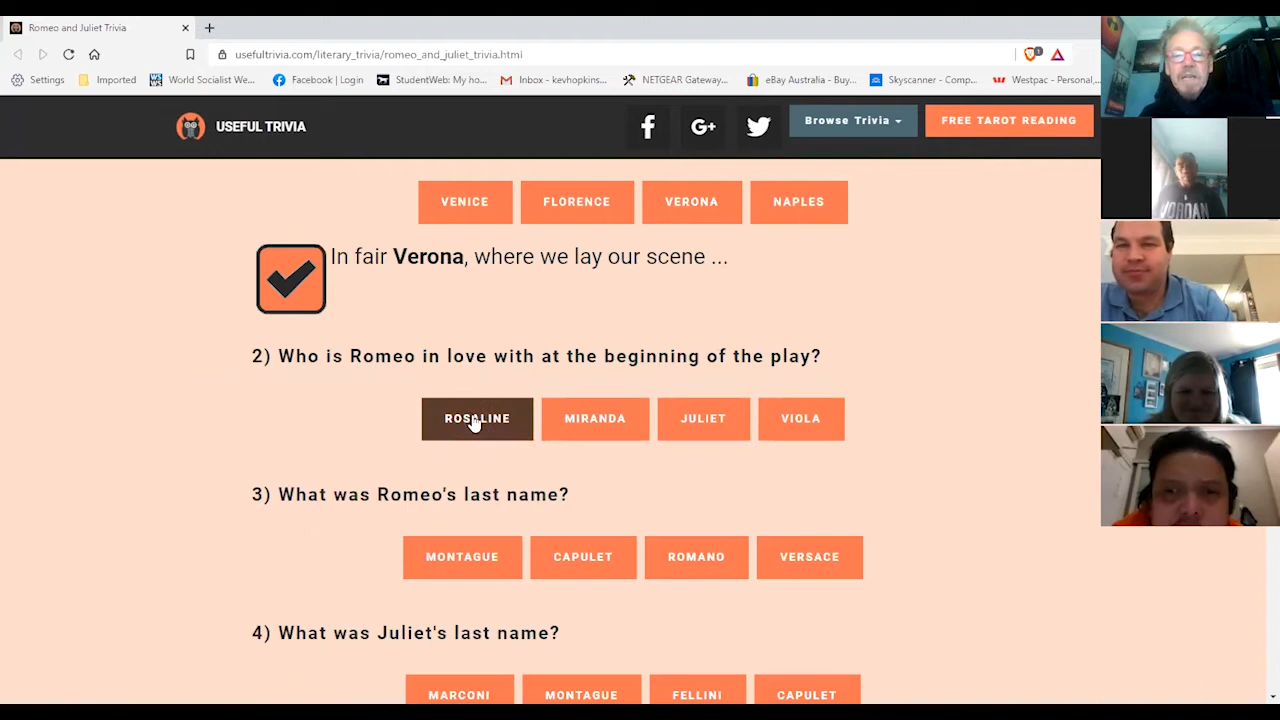 Romeo and Juliet Trivia
usefultrivia.com/literary_trivia/romeo_and_juliet_trivia.html
1
Settings
Imported
World Socialist We...
Facebook | Login
StudentWeb: My ho...
Inbox - kevhopkins...
NETGEAR Gateway...
eBay Australia - Buy...
Skyscanner - Comp...
Westpac - Personal,...
USEFUL TRIVIA
Browse Trivia
FREE TAROT READING
VENICE
FLORENCE
VERONA
NAPLES
In fair Verona, where we lay our scene ...
2) Who is Romeo in love with at the beginning of the play?
ROSALINE
MIRANDA
JULIET
VIOLA
3) What was Romeo's last name?
MONTAGUE
CAPULET
ROMANO
VERSACE
4) What was Juliet's last name?
MARCONI
MONTAGUE
FELLINI
CAPULET
JORDAN